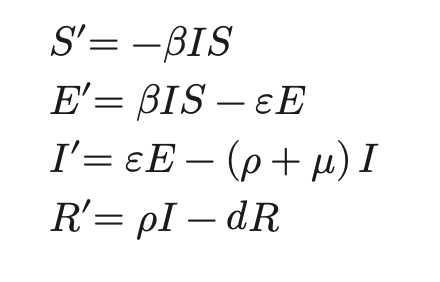 S′= −βIS
E′= βIS − εE
I′= εE − (ρ + μ) I
R′= ρI − dR